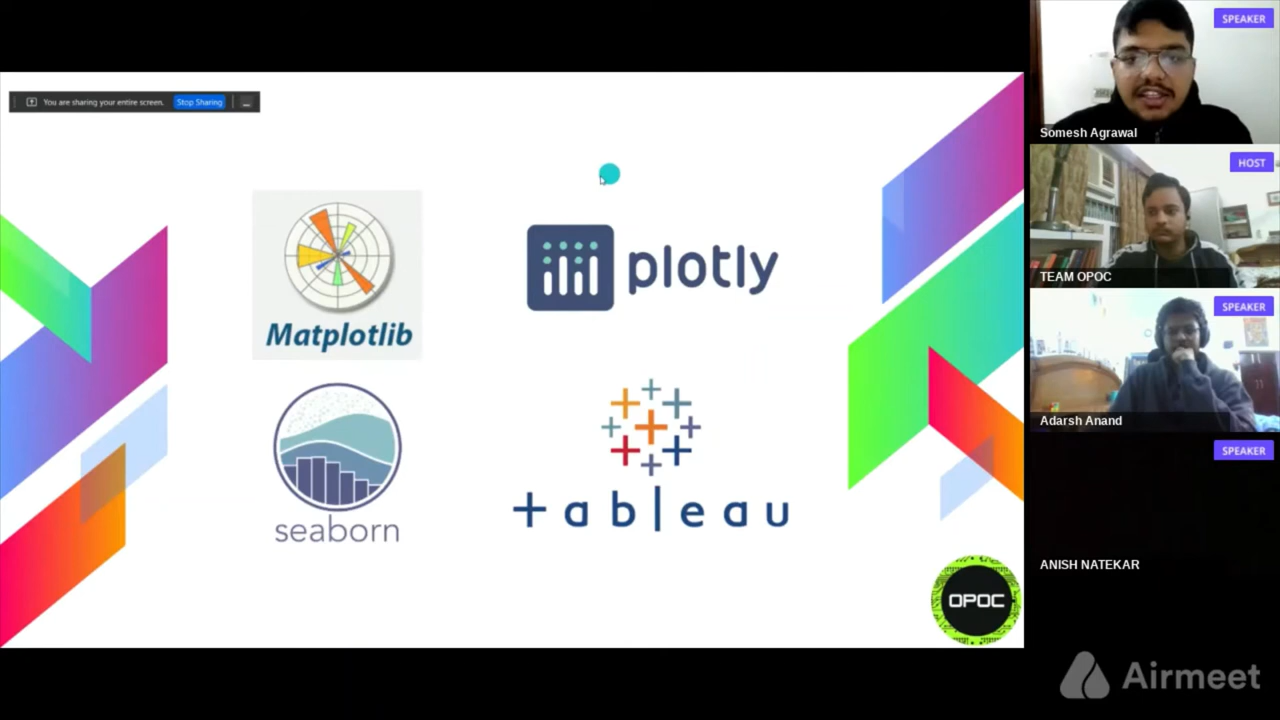 You are sharing your entire screen.
Stop Sharing
Matplotlib
plotly
seaborn
+ableau
OPOC
SPEAKER
Somesh Agrawal
HOST
TEAM OPOC
SPEAKER
Adarsh Anand
SPEAKER
ANISH NATEKAR
Airmeet